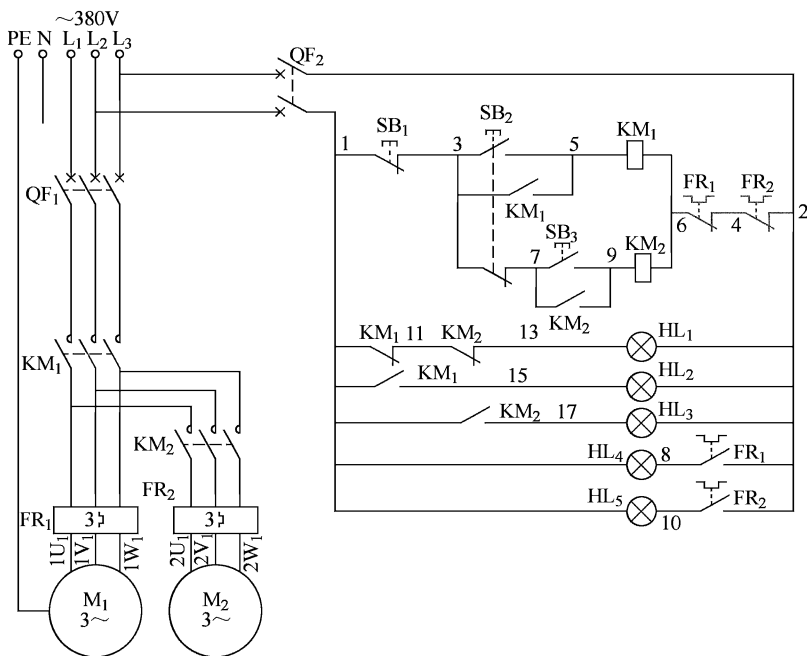 ～380V
PE N L₁ L₂ L₃
QF₂
SB₁
SB₂
KM₁
1
3
5
FR₁
FR₂
QF₁
KM₁
2
6
4
SB₃
KM₂
7
9
KM₂
KM₁
11
KM₂
13
HL₁
KM₁
KM₁
15
HL₂
KM₂
17
HL₃
KM₂
HL₄
8
FR₁
FR₂
HL₅
10
FR₂
FR₁
3
3
1U₁
1V₁
1W₁
2U₁
2V₁
2W₁
M₁
3～
M₂
3～